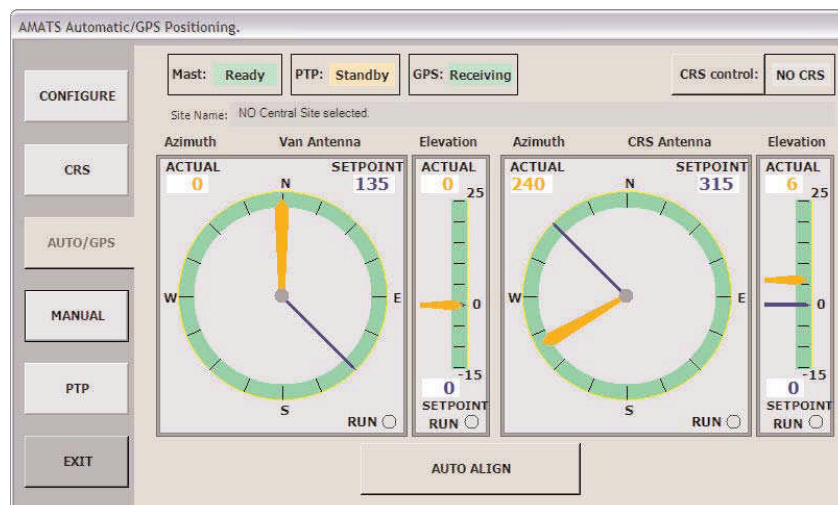 AMATS Automatic/GPS Positioning.
CONFIGURE
CRS
AUTO/GPS
MANUAL
PTP
EXIT
Mast: Ready
PTP: Standby
GPS: Receiving
CRS control: NO CRS
Site Name: NO Central Site selected.
Azimuth Van Antenna Elevation
ACTUAL SETPOINT
0 135
N
W E
S
RUN
ACTUAL
0
25
0
-15
0
SETPOINT
RUN
Azimuth CRS Antenna Elevation
ACTUAL SETPOINT
240 315
N
W E
S
RUN
ACTUAL
6
25
0
-15
0
SETPOINT
RUN
AUTO ALIGN